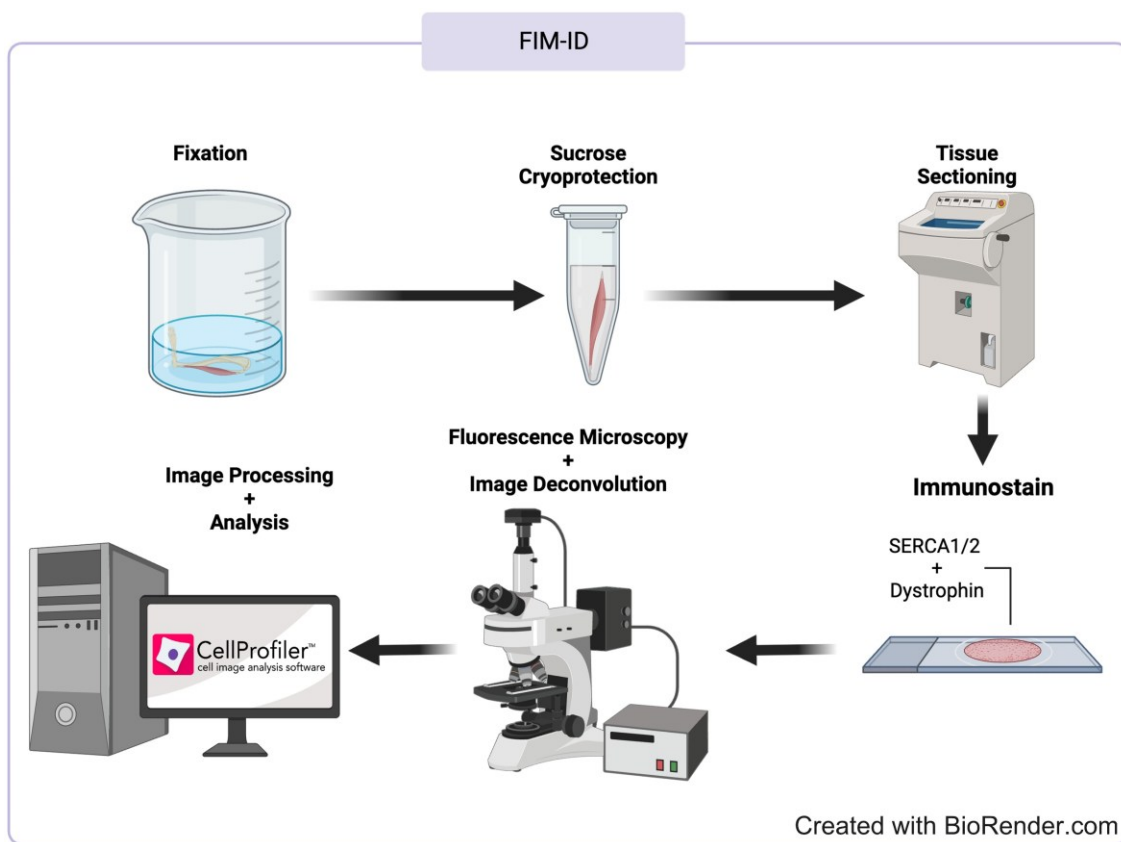 FIM-ID
Fixation
Sucrose
Cryoprotection
Tissue
Sectioning
Immunostain
SERCA1/2
+
Dystrophin
Fluorescence Microscopy
+
Image Deconvolution
Image Processing
+
Analysis
CellProfiler™
cell image analysis software
Created with BioRender.com